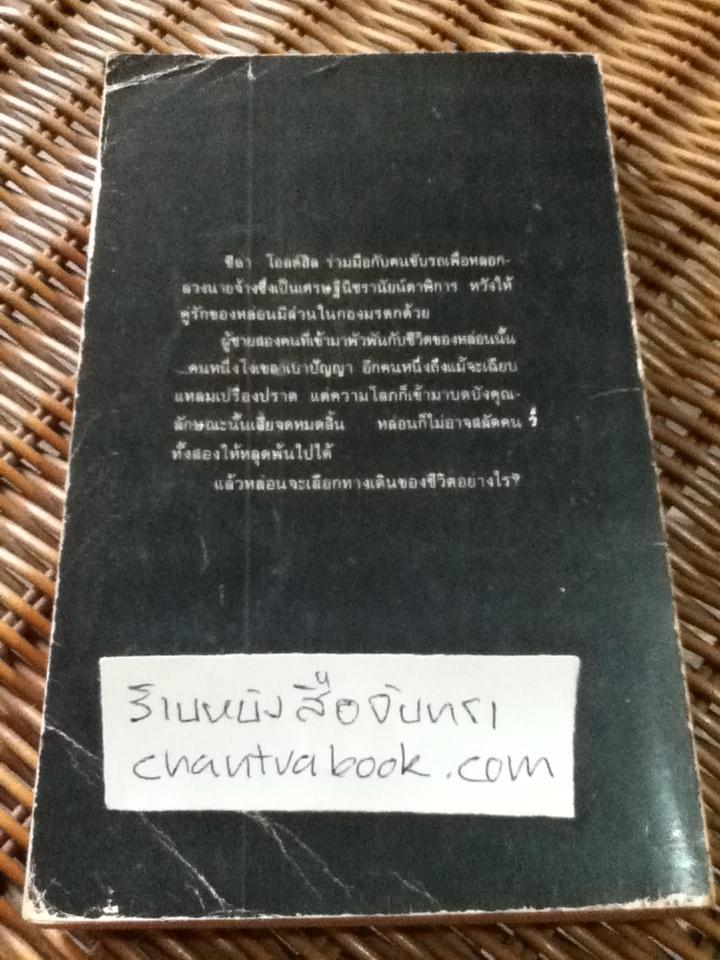 ชีลา โอลด์ฮิล ร่วมมือกับคนขับรถเพื่อหลอก-
ลวงนายจ้างซึ่งเป็นเศรษฐีนีชรานัยน์ตาพิการ หวังให้
คู่รักของหล่อนมีส่วนในกองมรดกด้วย
ผู้ชายสองคนที่เข้ามาพัวพันกับชีวิตของหล่อนนั้น
...คนหนึ่งโง่เขลาเบาปัญญา อีกคนหนึ่งถึงแม้จะเฉียบ
แหลมเปรื่องปราด แต่ความโลภก็เข้ามาบดบังคุณ-
ลักษณะนั้นเสียจดหมดสิ้น หล่อนก็ไม่อาจสลัดคน
ทั้งสองให้หลุดพ้นไปได้
แล้วหล่อนจะเลือกทางเดินของชีวิตอย่างไร?
ร้านหนังสือจันทรา
chantrabook.com